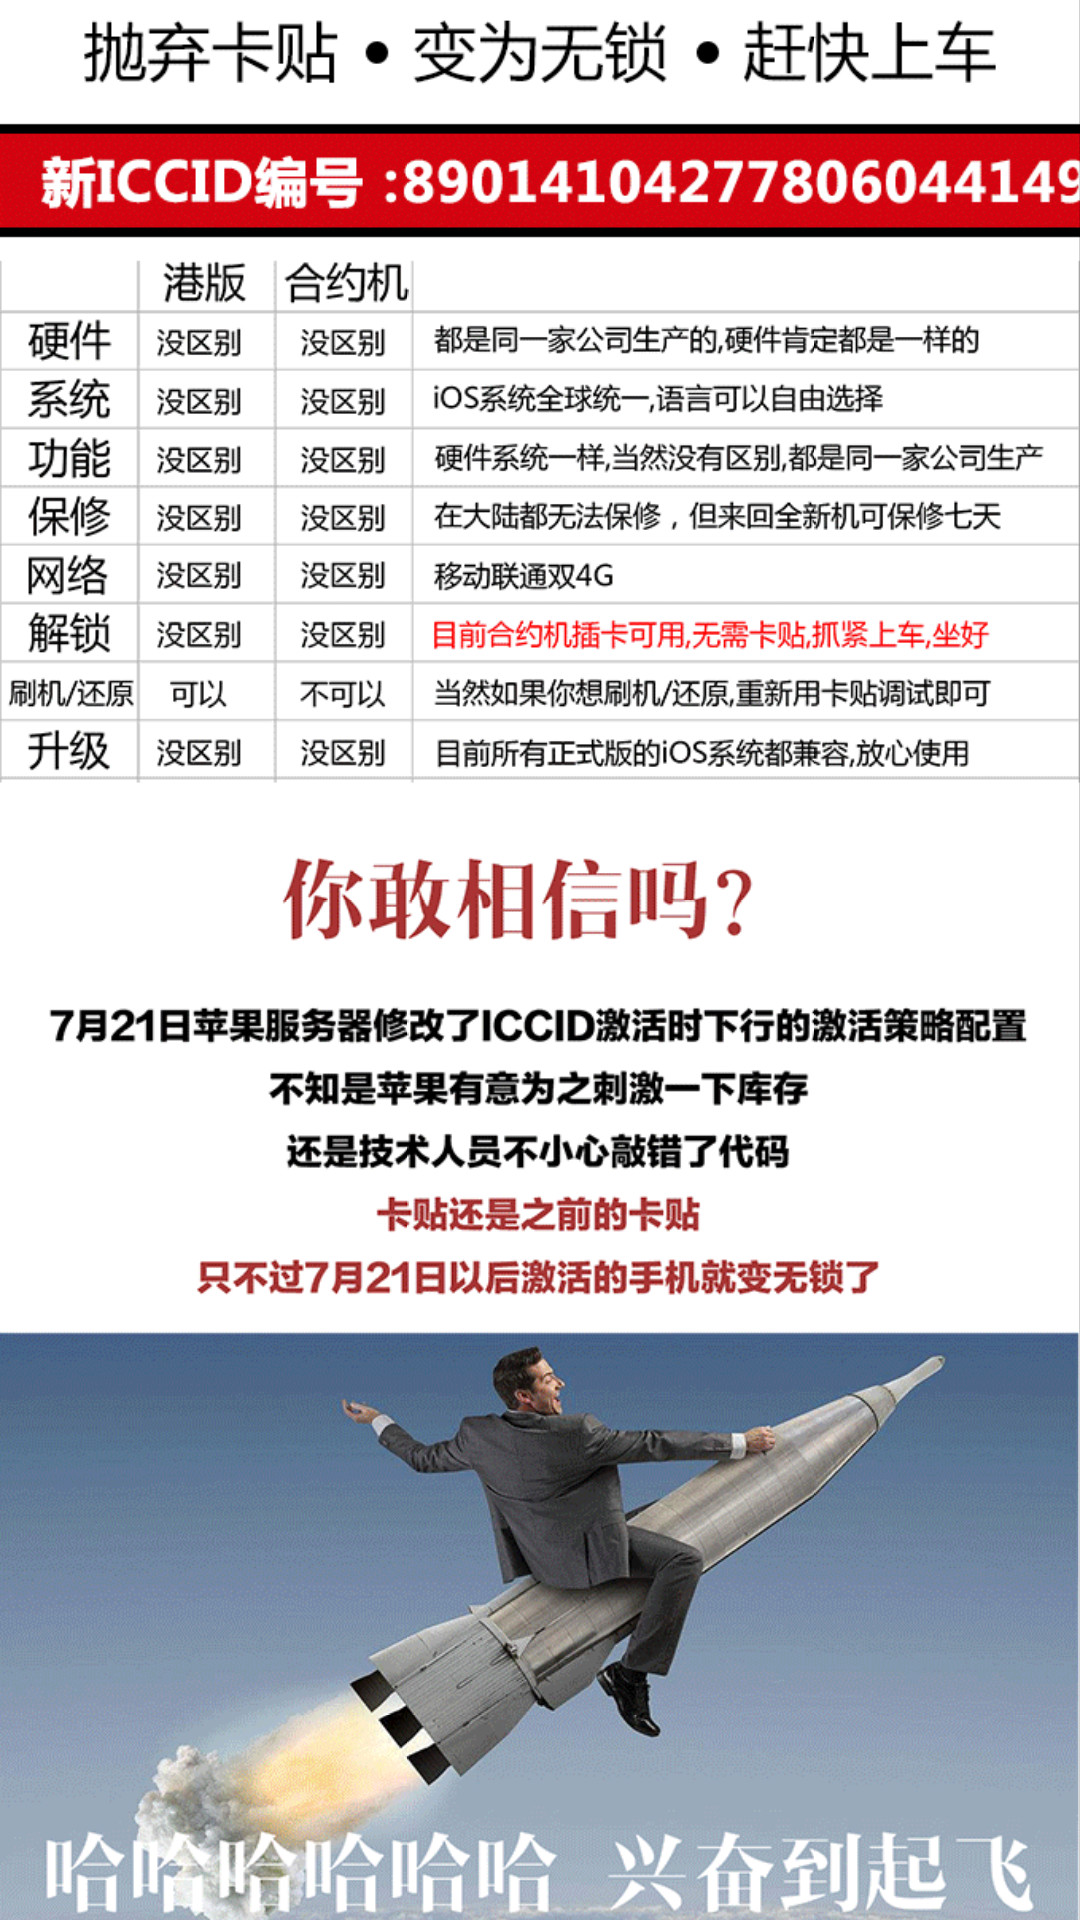 抛弃卡贴 • 变为无锁 • 赶快上车
新ICCID编号 :89014104277806044149
港版 合约机
硬件 没区别 没区别 都是同一家公司生产的,硬件肯定都是一样的
系统 没区别 没区别 iOS系统全球统一,语言可以自由选择
功能 没区别 没区别 硬件系统一样,当然没有区别,都是同一家公司生产
保修 没区别 没区别 在大陆都无法保修，但来回全新机可保修七天
网络 没区别 没区别 移动联通双4G
解锁 没区别 没区别 目前合约机插卡可用,无需卡贴,抓紧上车,坐好
刷机/还原 可以 不可以 当然如果你想刷机/还原,重新用卡贴调试即可
升级 没区别 没区别 目前所有正式版的iOS系统都兼容,放心使用
你敢相信吗?
7月21日苹果服务器修改了ICCID激活时下行的激活策略配置
不知是苹果有意为之刺激一下库存
还是技术人员不小心敲错了代码
卡贴还是之前的卡贴
只不过7月21日以后激活的手机就变无锁了
哈哈哈哈哈哈 兴奋到起飞